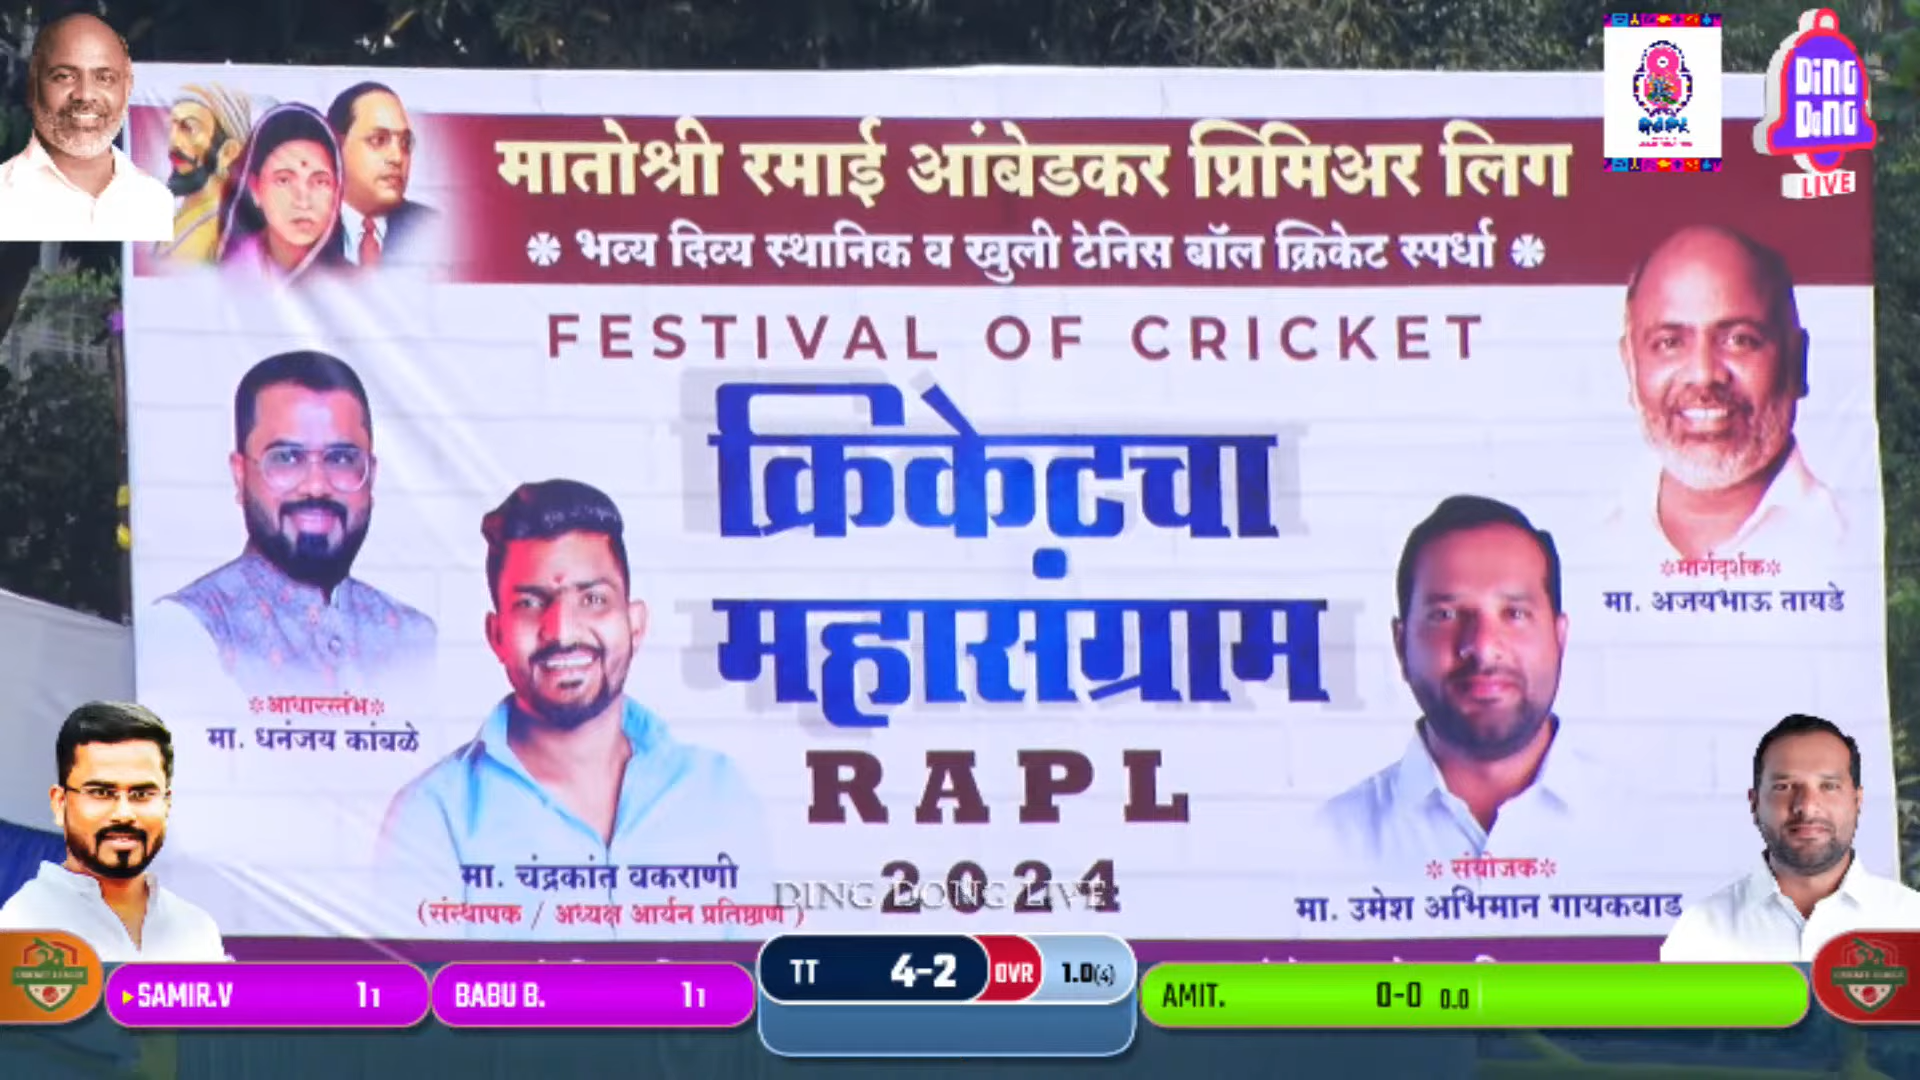 मातोश्री रमाई आंबेडकर प्रिमिअर लिग
❋ भव्य दिव्य स्थानिक व खुली टेनिस बॉल क्रिकेट स्पर्धा ❋
FESTIVAL OF CRICKET
क्रिकेटचा
महासंग्राम
RAPL
2024
आधारस्तंभ
मा. धनंजय कांबळे
मा. चंद्रकांत वकराणी
(संस्थापक / अध्यक्ष आर्यन प्रतिष्ठाण)
मार्गदर्शक
मा. अजयभाऊ तायडे
संयोजक
मा. उमेश अभिमान गायकवाड
DING DONG LIVE
DiNG
DONG
LIVE
SAMIR.V 1 1
BABU B. 1 1
TT 4-2 OVR 1.0(4)
AMIT. 0-0 0.0